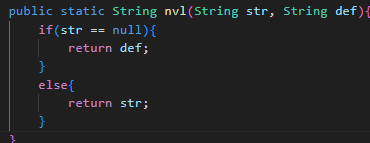 public static String nvl(String str, String def){
    if(str == null){
        return def;
    }
    else{
        return str;
    }
}